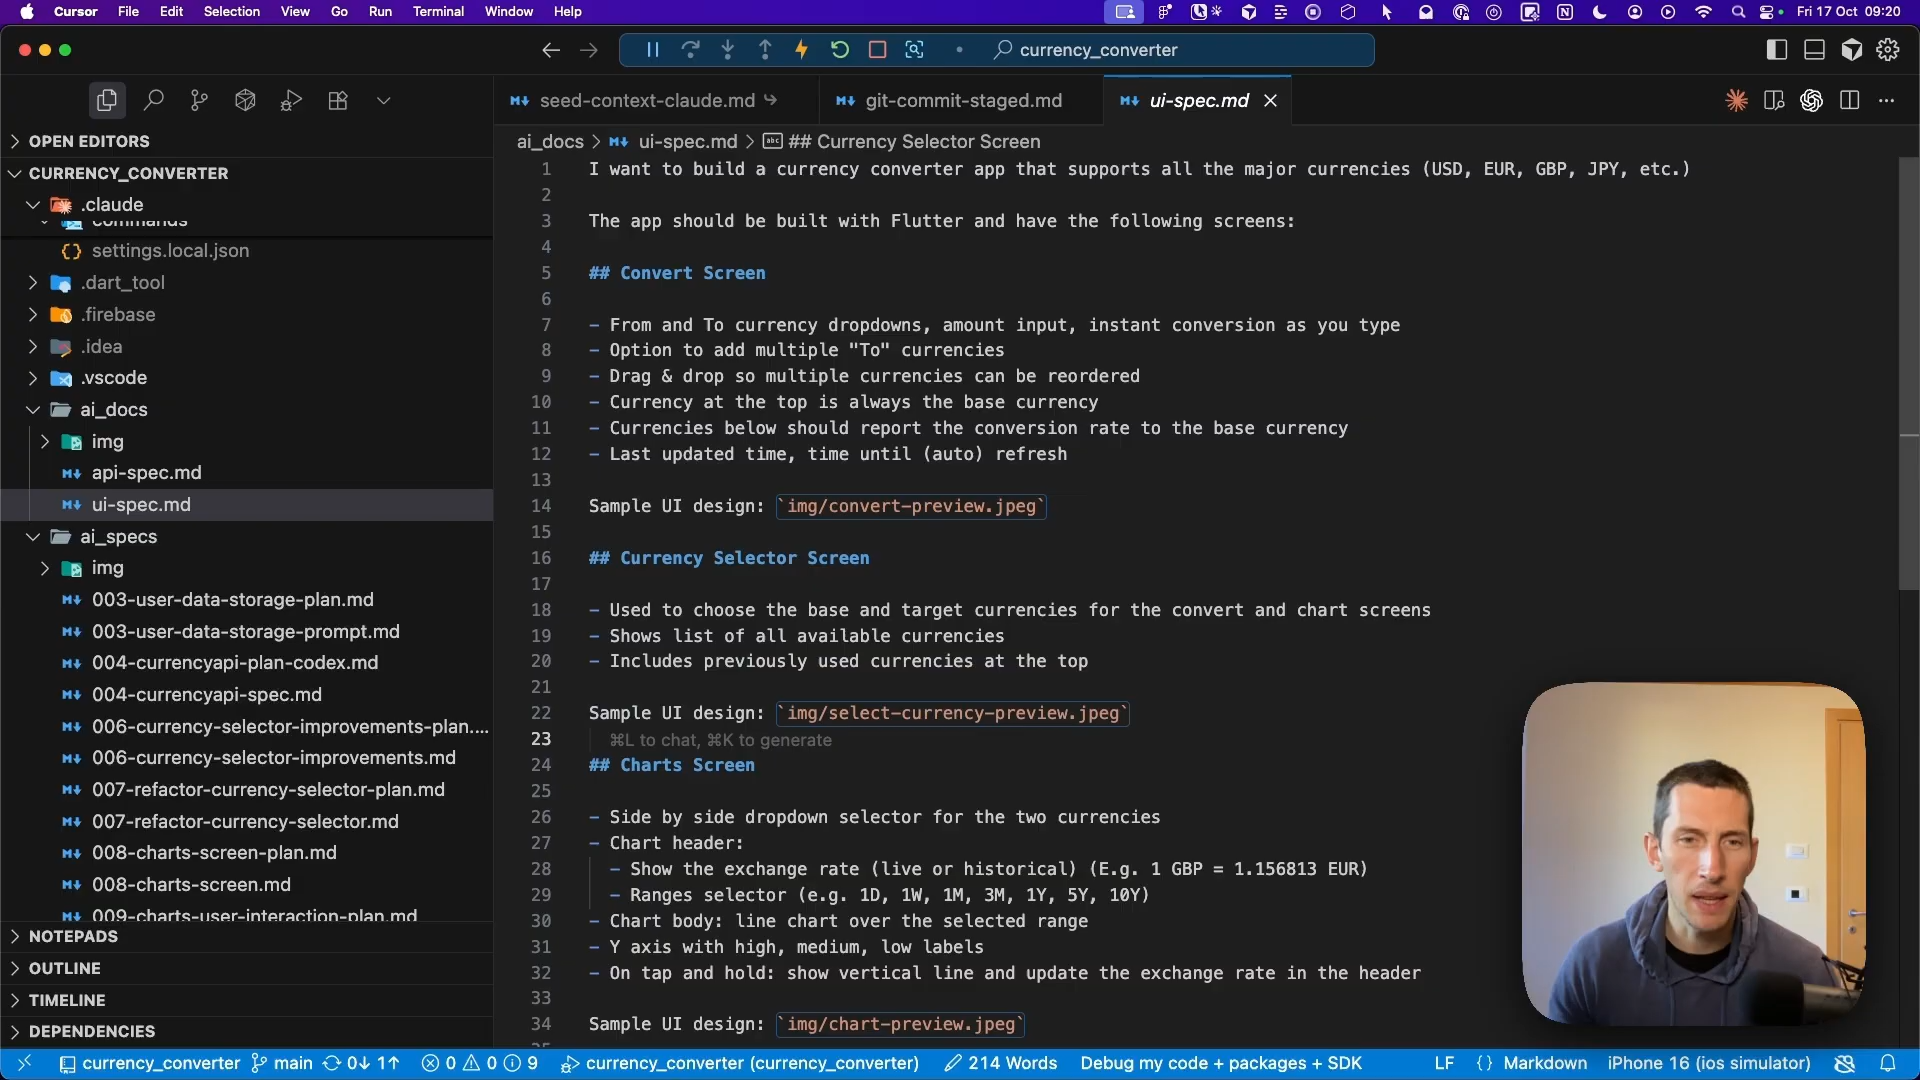 Cursor File Edit Selection View Go Run Terminal Window Help Fri 17 Oct 09:20
currency_converter
seed-context-claude.md git-commit-staged.md ui-spec.md
OPEN EDITORS
CURRENCY_CONVERTER
.claude
commands
settings.local.json
.dart_tool
.firebase
.idea
.vscode
ai_docs
img
api-spec.md
ui-spec.md
ai_specs
img
003-user-data-storage-plan.md
003-user-data-storage-prompt.md
004-currencyapi-plan-codex.md
004-currencyapi-spec.md
006-currency-selector-improvements-plan....
006-currency-selector-improvements.md
007-refactor-currency-selector-plan.md
007-refactor-currency-selector.md
008-charts-screen-plan.md
008-charts-screen.md
009-charts-user-interaction-plan.md
NOTEPADS
OUTLINE
TIMELINE
DEPENDENCIES
ai_docs > ui-spec.md > ## Currency Selector Screen
1 I want to build a currency converter app that supports all the major currencies (USD, EUR, GBP, JPY, etc.)
2
3 The app should be built with Flutter and have the following screens:
4
5 ## Convert Screen
6
7 - From and To currency dropdowns, amount input, instant conversion as you type
8 - Option to add multiple "To" currencies
9 - Drag & drop so multiple currencies can be reordered
10 - Currency at the top is always the base currency
11 - Currencies below should report the conversion rate to the base currency
12 - Last updated time, time until (auto) refresh
13
14 Sample UI design: `img/convert-preview.jpeg`
15
16 ## Currency Selector Screen
17
18 - Used to choose the base and target currencies for the convert and chart screens
19 - Shows list of all available currencies
20 - Includes previously used currencies at the top
21
22 Sample UI design: `img/select-currency-preview.jpeg`
23 ⌘L to chat, ⌘K to generate
24 ## Charts Screen
25
26 - Side by side dropdown selector for the two currencies
27 - Chart header:
28 - Show the exchange rate (live or historical) (E.g. 1 GBP = 1.156813 EUR)
29 - Ranges selector (e.g. 1D, 1W, 1M, 3M, 1Y, 5Y, 10Y)
30 - Chart body: line chart over the selected range
31 - Y axis with high, medium, low labels
32 - On tap and hold: show vertical line and update the exchange rate in the header
33
34 Sample UI design: `img/chart-preview.jpeg`
currency_converter main 0↓ 1↑ 0 0 9 currency_converter (currency_converter) 214 Words Debug my code + packages + SDK LF {} Markdown iPhone 16 (ios simulator)